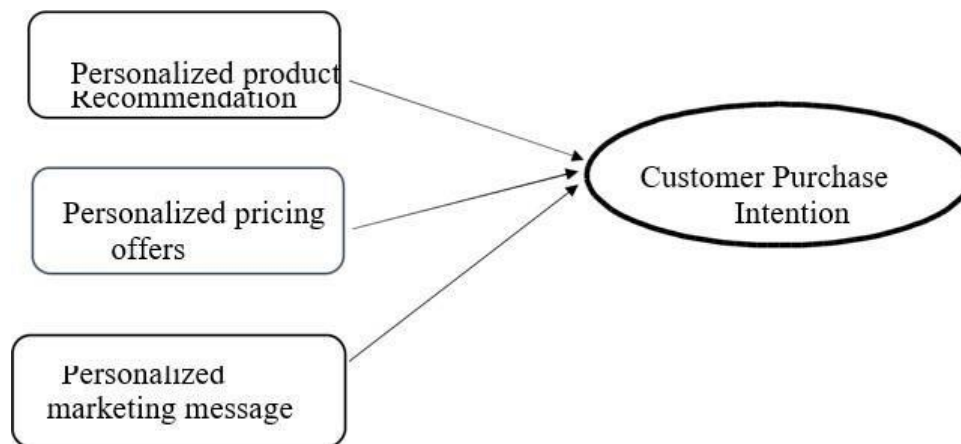 Personalized product
Recommendation
Personalized pricing
offers
Personalized
marketing message
Customer Purchase
Intention